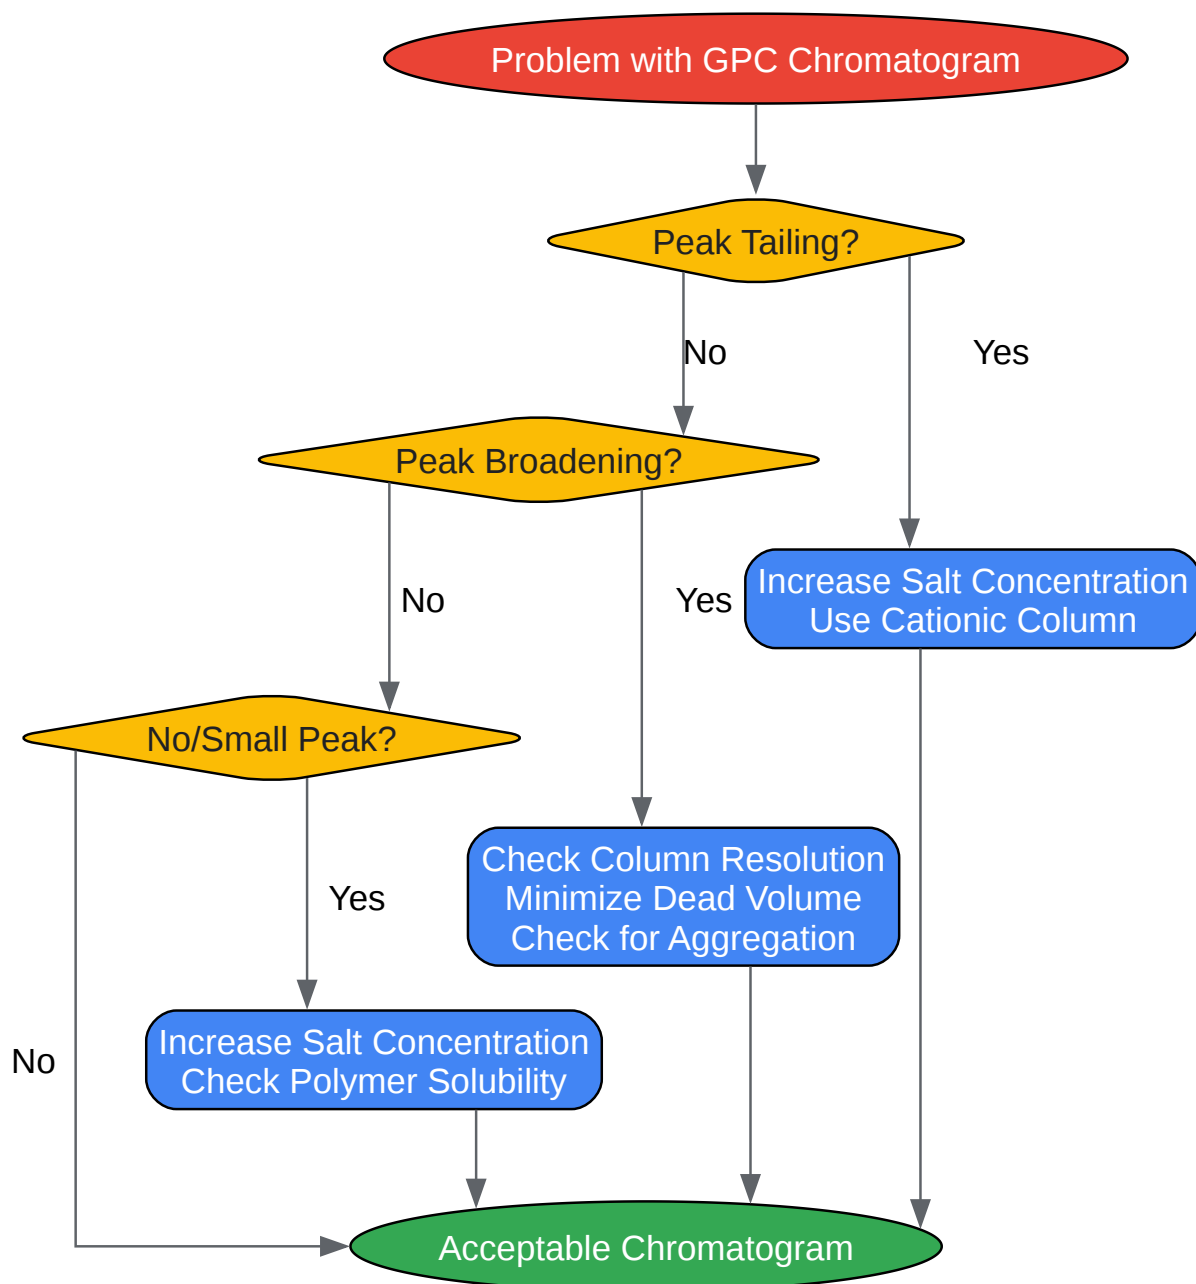 Problem with GPC Chromatogram
Peak Tailing?
No
Yes
Peak Broadening?
Increase Salt Concentration
Use Cationic Column
No
Yes
No/Small Peak?
Check Column Resolution
Minimize Dead Volume
Check for Aggregation
Yes
Increase Salt Concentration
Check Polymer Solubility
No
Acceptable Chromatogram